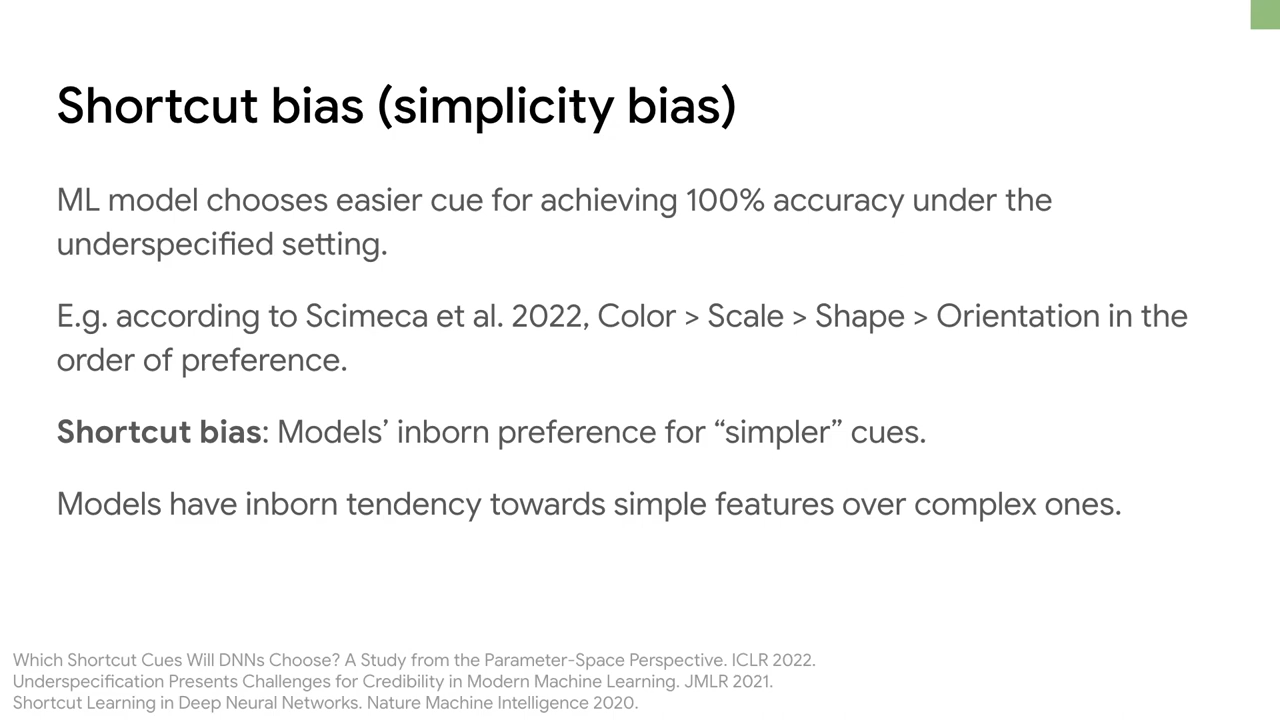 Shortcut bias (simplicity bias)
ML model chooses easier cue for achieving 100% accuracy under the
underspecified setting.
E.g. according to Scimeca et al. 2022, Color > Scale > Shape > Orientation in the
order of preference.
Shortcut bias: Models’ inborn preference for “simpler” cues.
Models have inborn tendency towards simple features over complex ones.
Which Shortcut Cues Will DNNs Choose? A Study from the Parameter-Space Perspective. ICLR 2022.
Underspecification Presents Challenges for Credibility in Modern Machine Learning. JMLR 2021.
Shortcut Learning in Deep Neural Networks. Nature Machine Intelligence 2020.